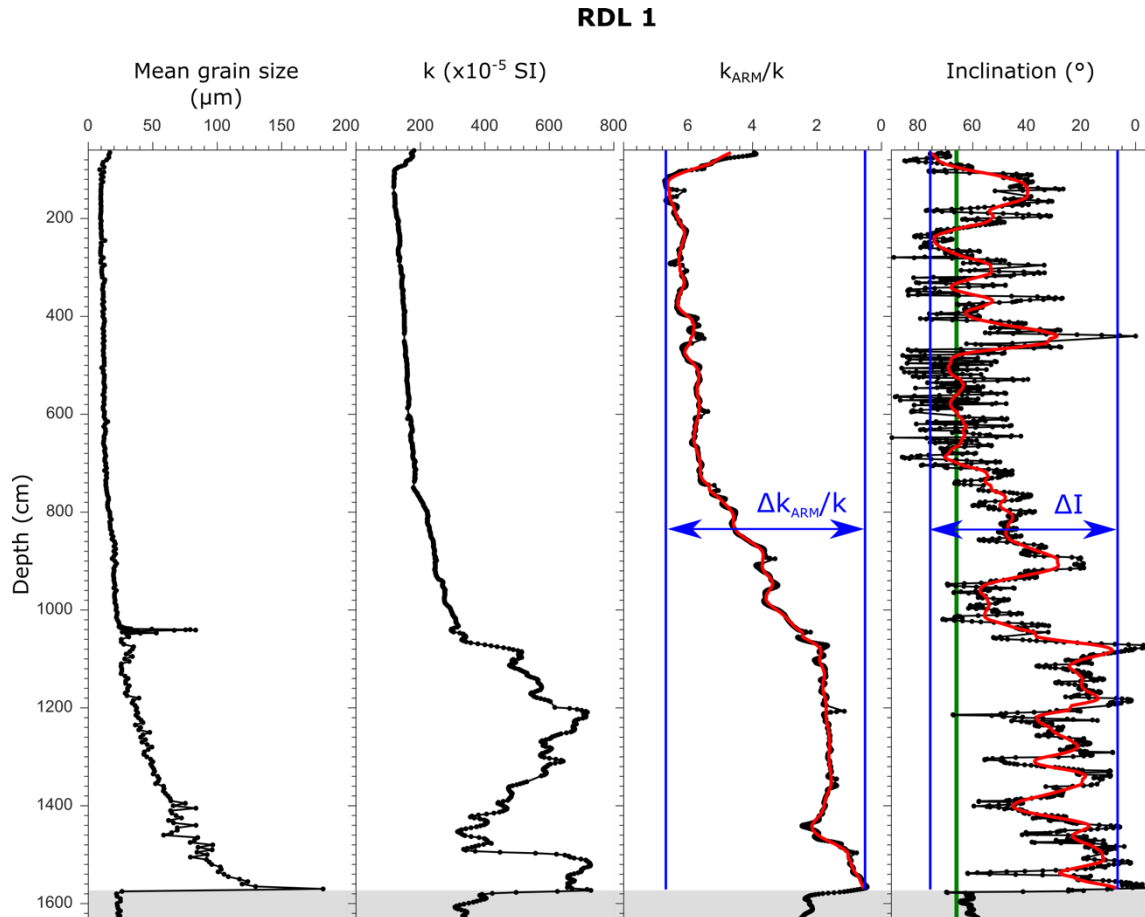 RDL 1
Mean grain size
(µm)
k (x10⁻⁵ SI)
k_ARM/k
Inclination (°)
0 50 100 150 200
200 400 600 800
6 4 2 0
80 60 40 20 0
Depth (cm)
200
400
600
800
1000
1200
1400
1600
Δk_ARM/k
ΔI